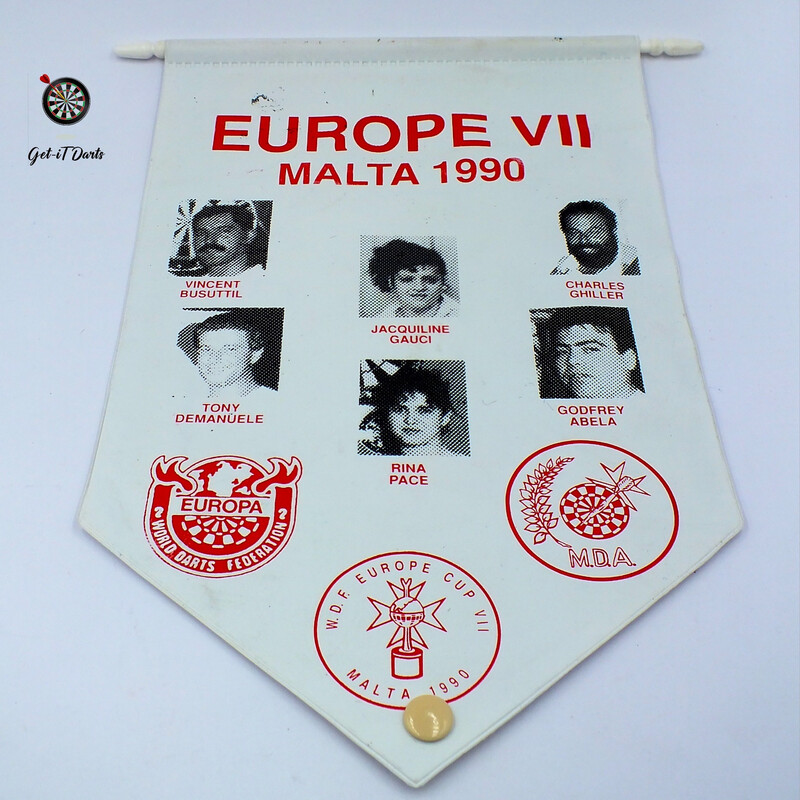 Get-iT Darts
EUROPE VII
MALTA 1990
VINCENT
BUSUTTIL
JACQUILINE
GAUCI
CHARLES
GHILLER
TONY
DEMANÜELE
RINA
PACE
GODFREY
ABELA
EUROPA
WORLD DARTS FEDERATION
M.D.A.
W.D.F. EUROPE CUP VII
MALTA 1990